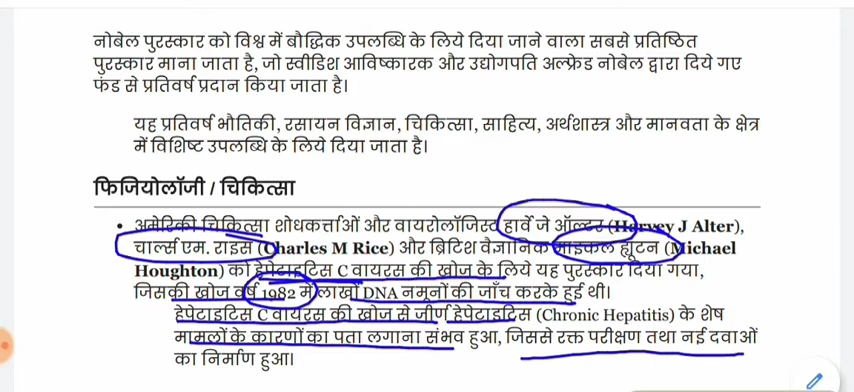 नोबेल पुरस्कार को विश्व में बौद्धिक उपलब्धि के लिये दिया जाने वाला सबसे प्रतिष्ठित
पुरस्कार माना जाता है, जो स्वीडिश आविष्कारक और उद्योगपति अल्फ्रेड नोबेल द्वारा दिये गए
फंड से प्रतिवर्ष प्रदान किया जाता है।
यह प्रतिवर्ष भौतिकी, रसायन विज्ञान, चिकित्सा, साहित्य, अर्थशास्त्र और मानवता के क्षेत्र
में विशिष्ट उपलब्धि के लिये दिया जाता है।
फिजियोलॉजी / चिकित्सा
• अमेरिकी चिकित्सा शोधकर्त्ताओं और वायरोलॉजिस्ट हार्वे जे ऑल्टर (Harvey J Alter),
चार्ल्स एम. राइस (Charles M Rice) और ब्रिटिश वैज्ञानिक माइकल ह्यूटन (Michael
Houghton) को हेपेटाइटिस C वायरस की खोज के लिये यह पुरस्कार दिया गया,
जिसकी खोज वर्ष 1982 में लाखों DNA नमूनों की जाँच करके हुई थी।
हेपेटाइटिस C वायरस की खोज से जीर्ण हेपेटाइटिस (Chronic Hepatitis) के शेष
मामलों के कारणों का पता लगाना संभव हुआ, जिससे रक्त परीक्षण तथा नई दवाओं
का निर्माण हुआ।